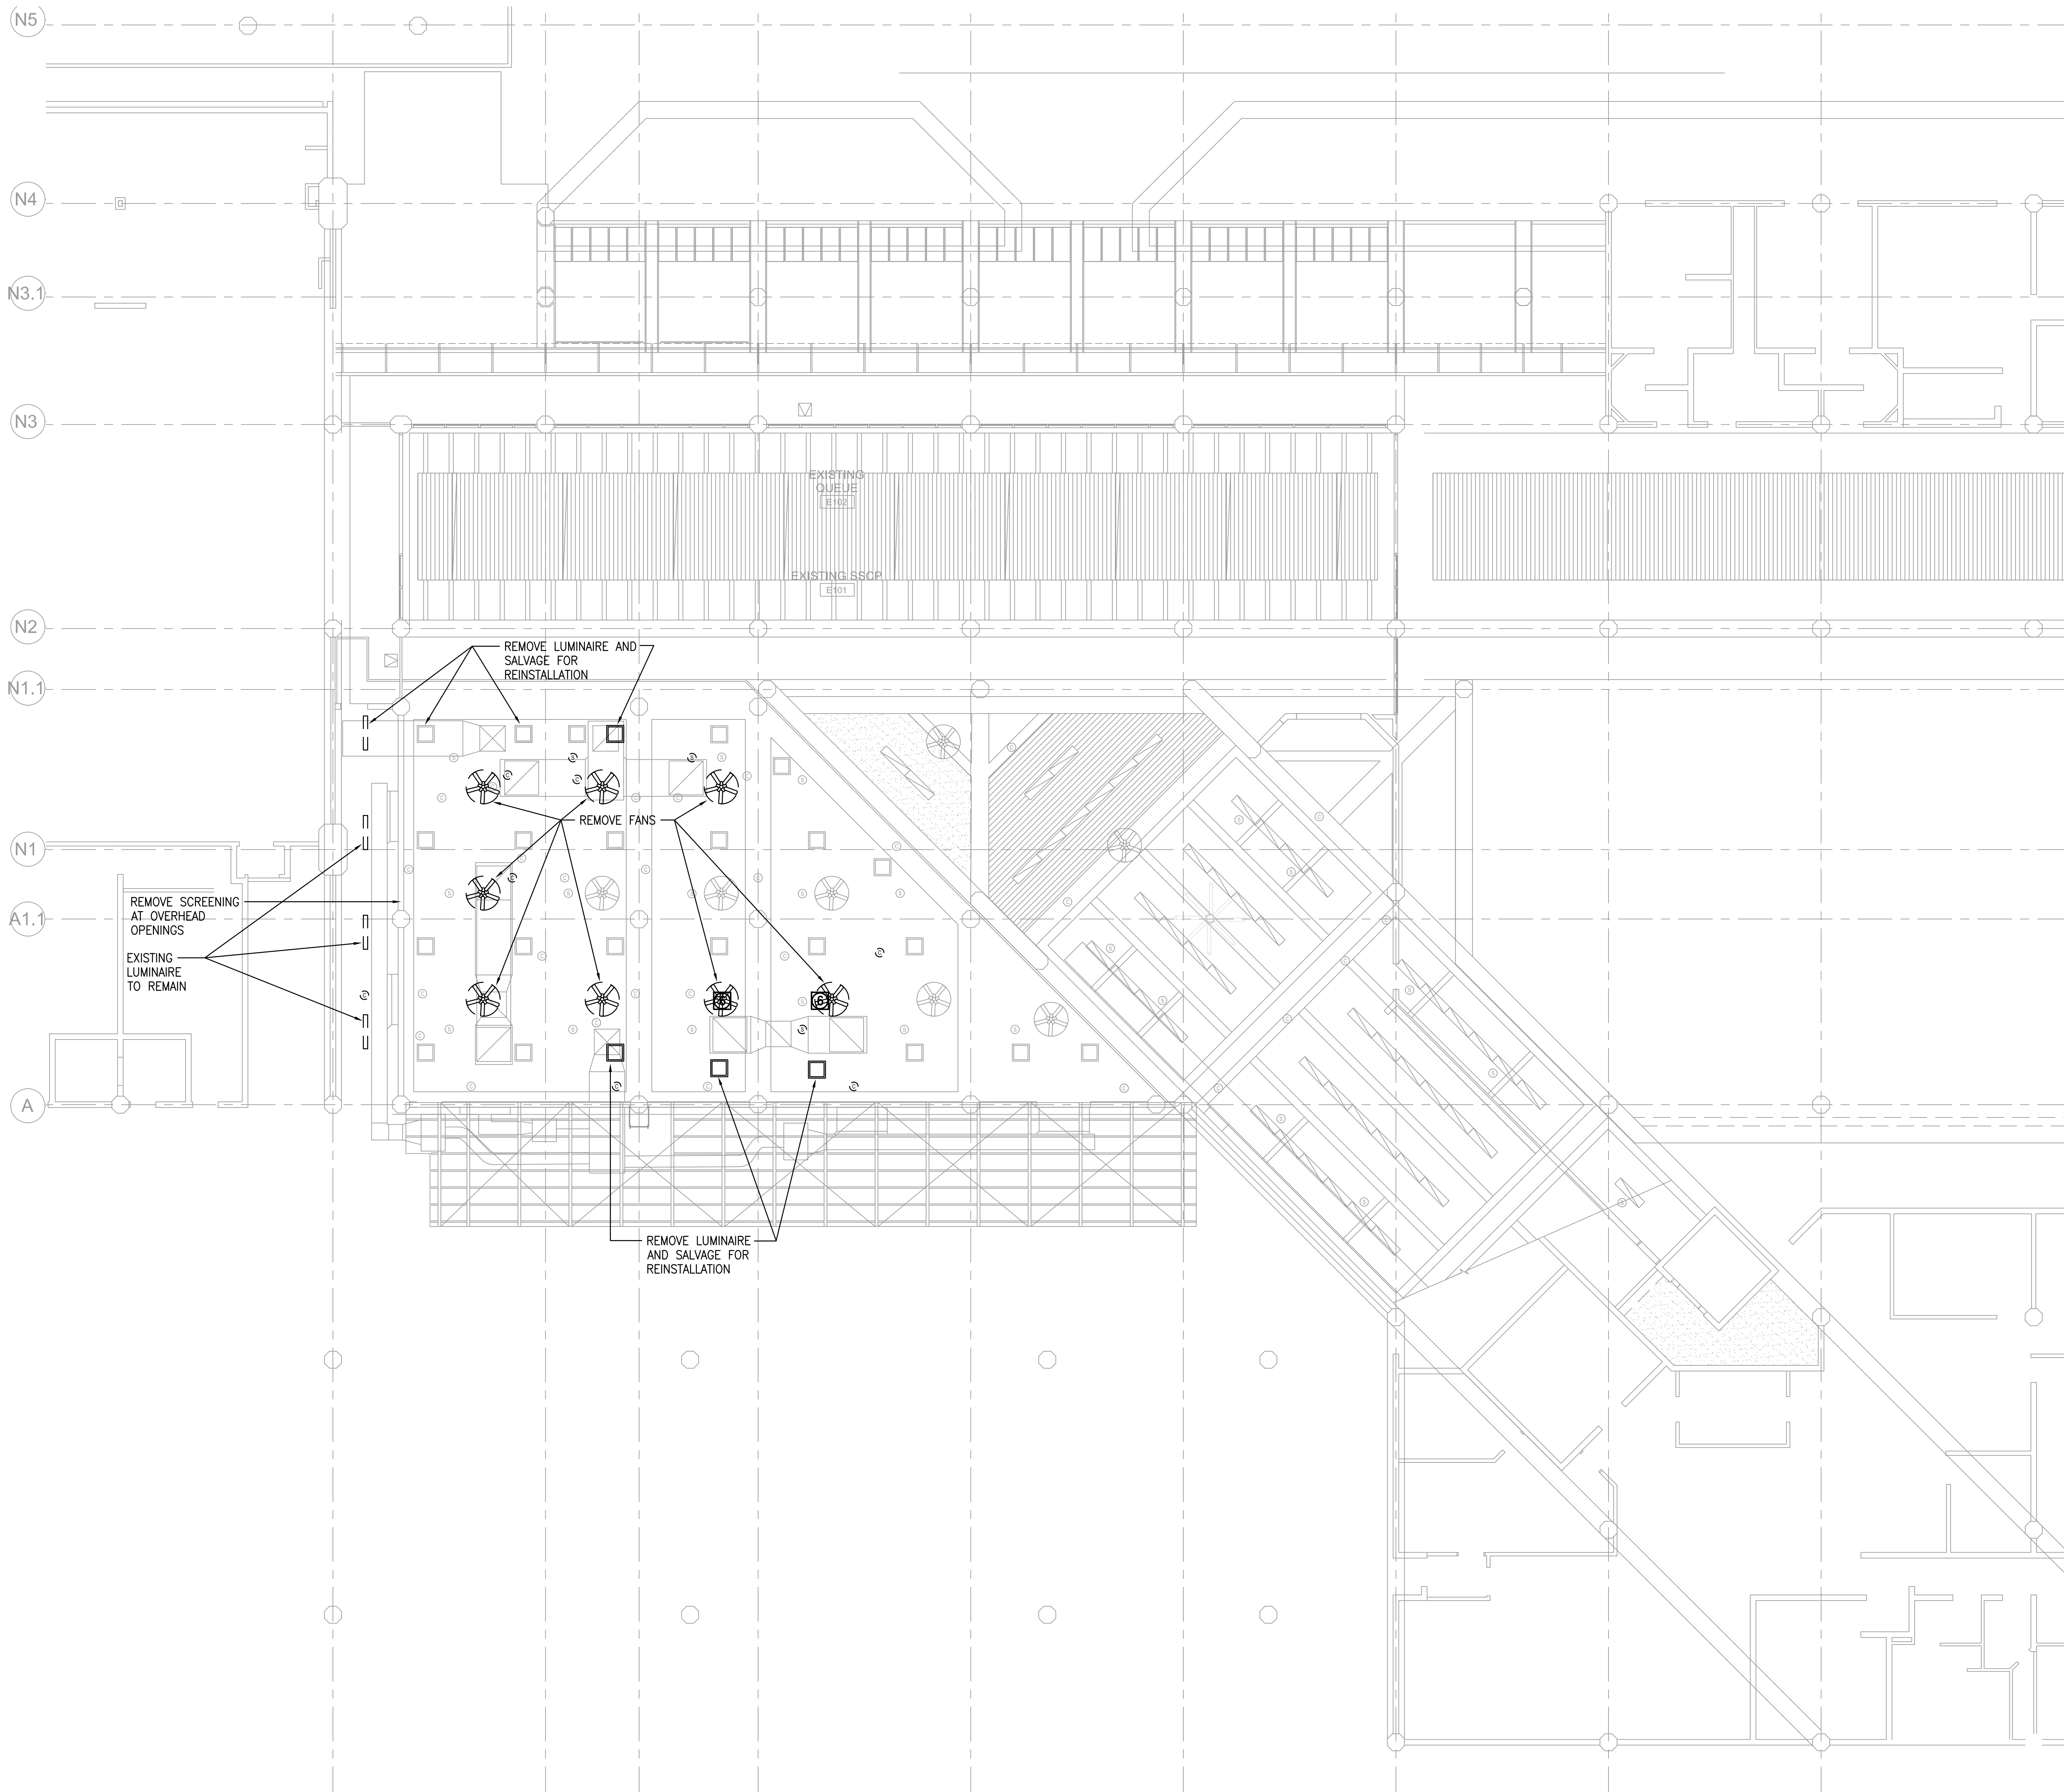 N5
N4
N3.1
N3
EXISTING
QUEUE
E102
EXISTING SSCP
E101
N2
REMOVE LUMINAIRE AND
SALVAGE FOR
REINSTALLATION
N1.1
REMOVE FANS
N1
REMOVE SCREENING
AT OVERHEAD
OPENINGS
A1.1
EXISTING
LUMINAIRE
TO REMAIN
A
REMOVE LUMINAIRE
AND SALVAGE FOR
REINSTALLATION